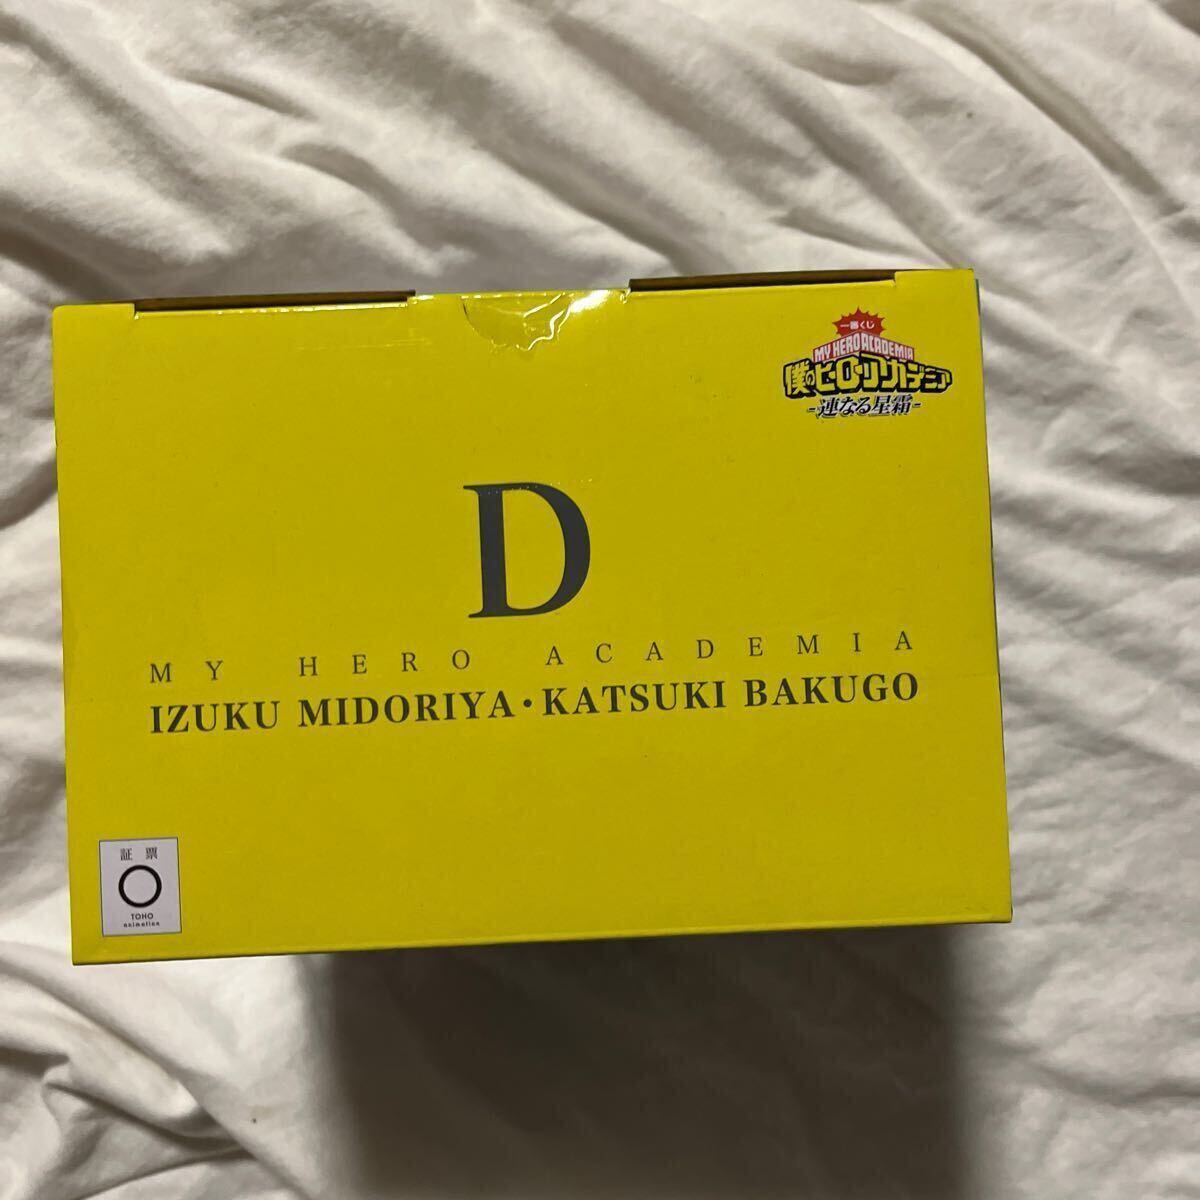 一番くじ
MY HERO ACADEMIA
僕のヒーローアカデミア
-連なる星霜-
D
MY HERO ACADEMIA
IZUKU MIDORIYA・KATSUKI BAKUGO
証 票
TOHO
animation